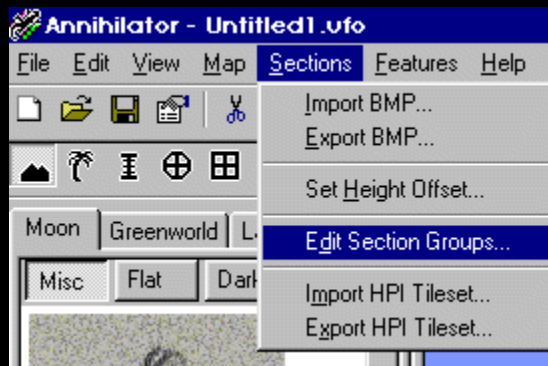 Annihilator - Untitled1.ufo
File Edit View Map Sections Features Help
Import BMP...
Export BMP...
Set Height Offset...
Edit Section Groups...
Import HPI Tileset...
Export HPI Tileset...
Moon Greenworld
Misc Flat